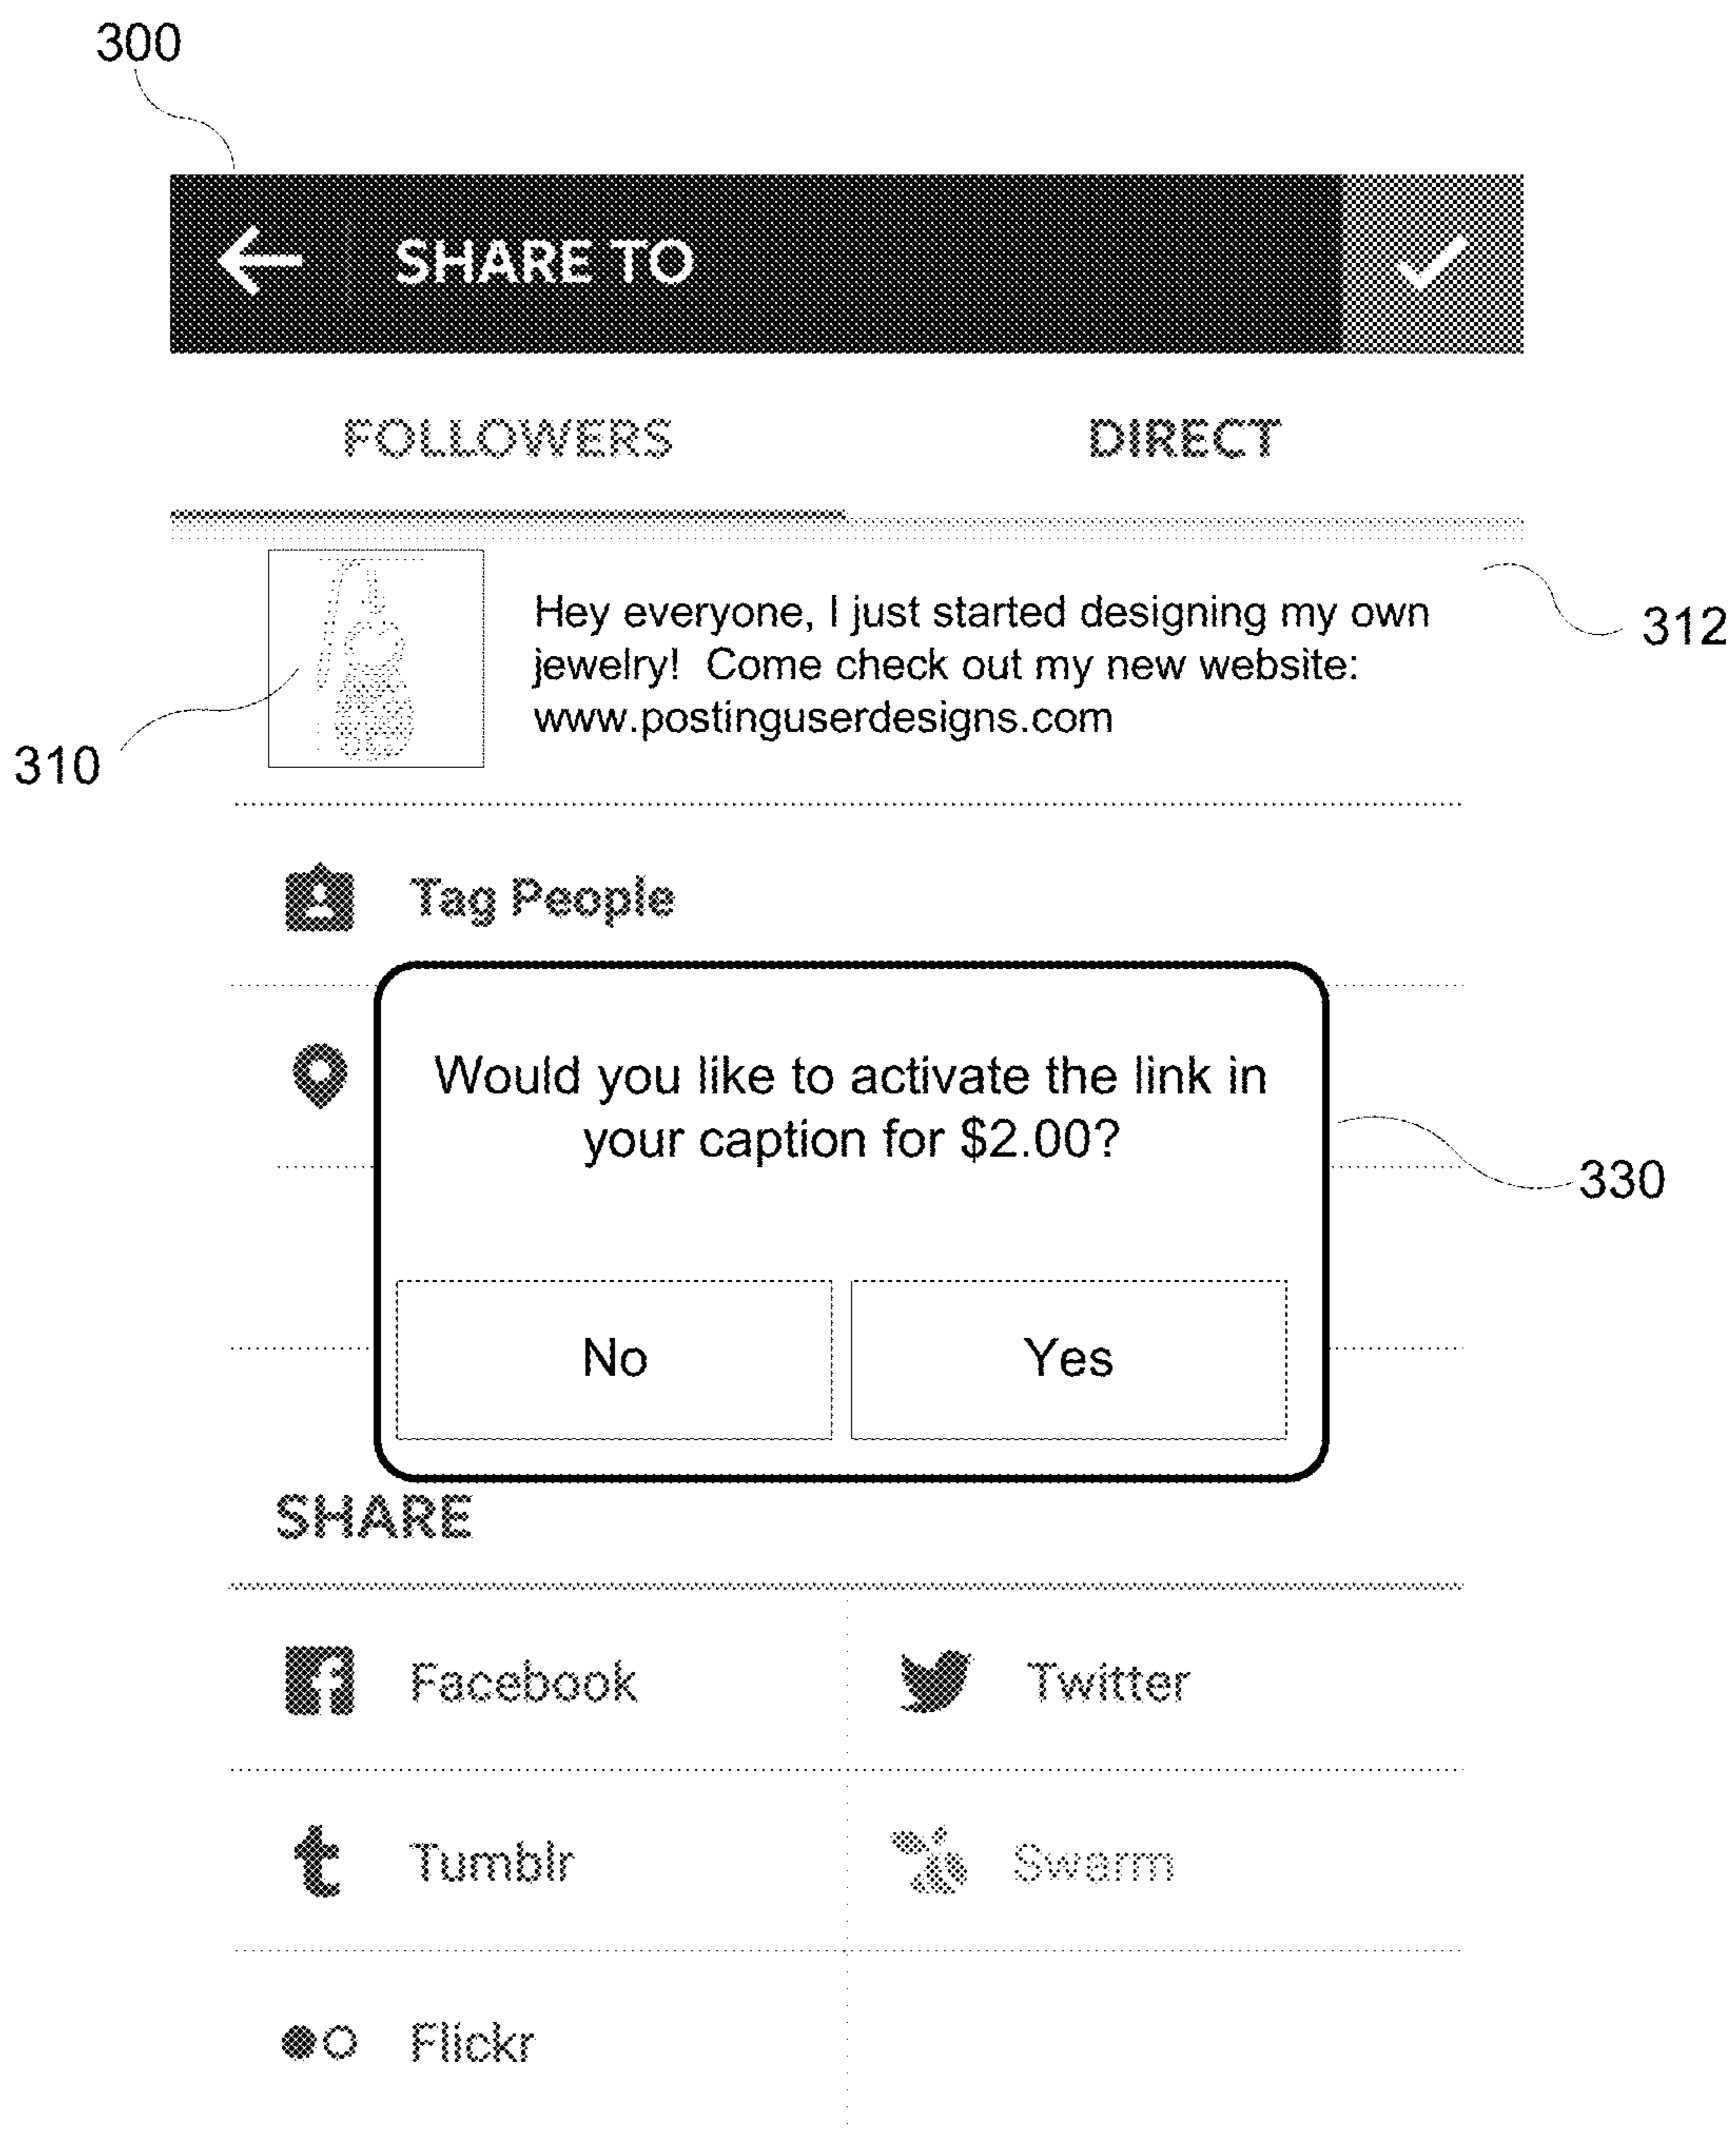 300
SHARE TO
FOLLOWERS DIRECT
Hey everyone, I just started designing my own
jewelry! Come check out my new website:
www.postinguserdesigns.com
312
310
Tag People
Would you like to activate the link in
your caption for $2.00?
330
No Yes
SHARE
Facebook Twitter
Tumblr Swarm
Flickr